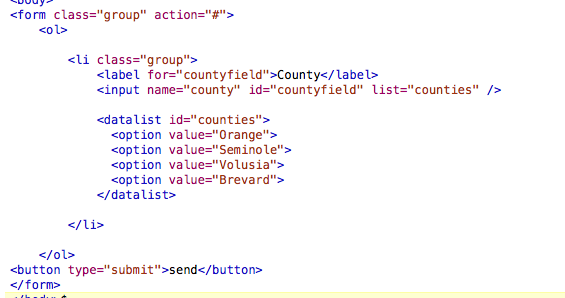 <body>
<form class="group" action="#">
<ol>
<li class="group">
<label for="countyfield">County</label>
<input name="county" id="countyfield" list="counties" />
<datalist id="counties">
<option value="Orange">
<option value="Seminole">
<option value="Volusia">
<option value="Brevard">
</datalist>
</li>
</ol>
<button type="submit">send</button>
</form>